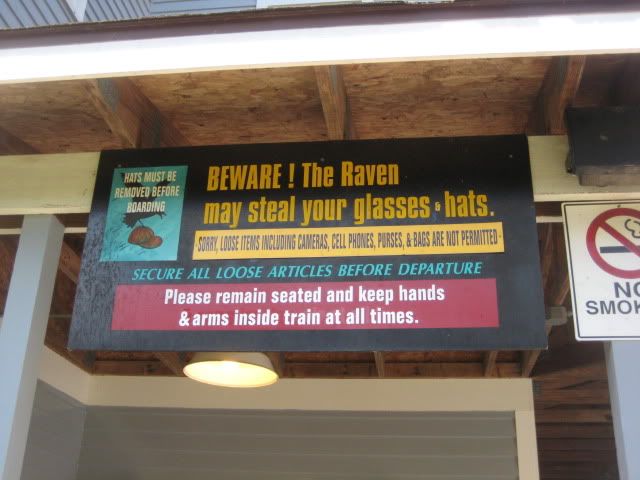 HATS MUST BE
REMOVED BEFORE
BOARDING
BEWARE ! The Raven
may steal your glasses & hats.
· SORRY, LOOSE ITEMS INCLUDING CAMERAS, CELL PHONES, PURSES, & BAGS ARE NOT PERMITTED ·
SECURE ALL LOOSE ARTICLES BEFORE DEPARTURE
Please remain seated and keep hands
& arms inside train at all times.
NO
SMOK